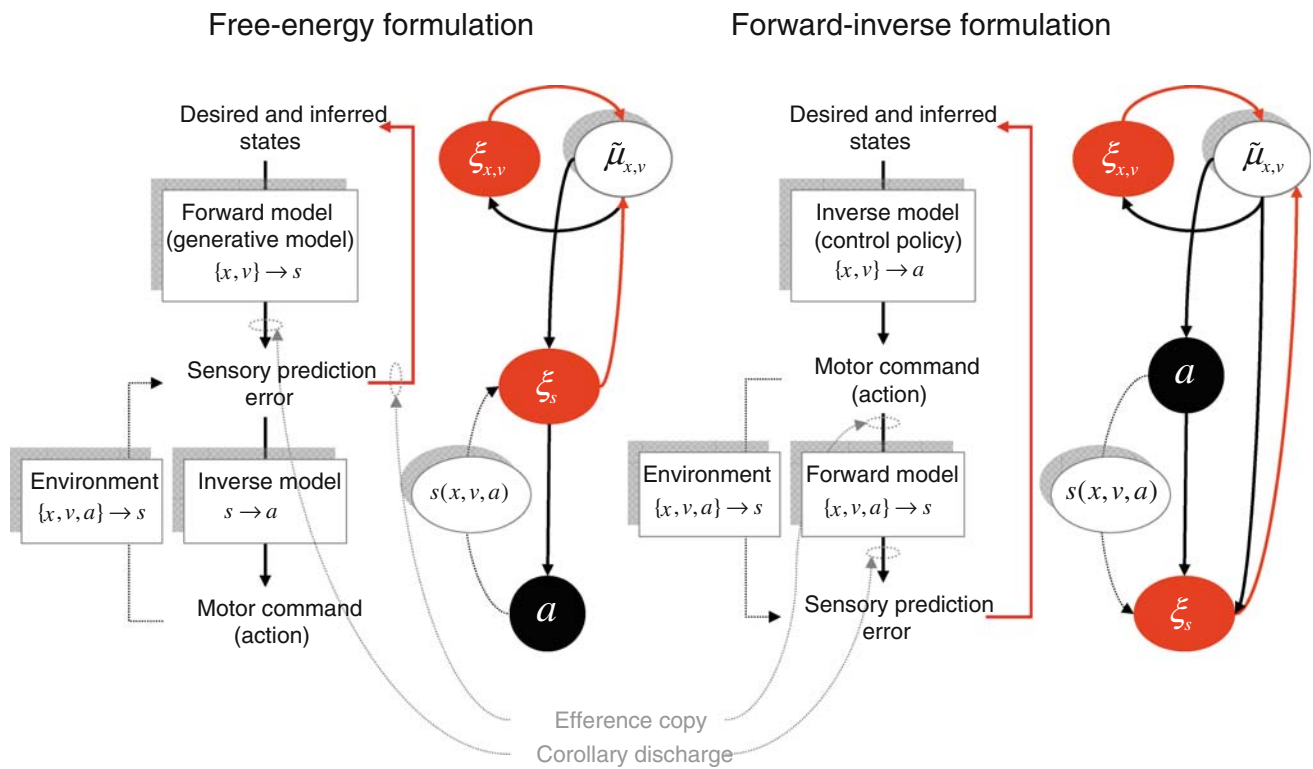 Free-energy formulation
Forward-inverse formulation
Desired and inferred
states
Forward model
(generative model)
{x, v} → s
Sensory prediction
error
Environment
{x, v, a} → s
Inverse model
s → a
Motor command
(action)
ξx,v
μ̃x,v
ξs
s(x, v, a)
a
Desired and inferred
states
Inverse model
(control policy)
{x, v} → a
Motor command
(action)
Environment
{x, v, a} → s
Forward model
{x, v, a} → s
Sensory prediction
error
ξx,v
μ̃x,v
a
s(x, v, a)
ξs
Efference copy
Corollary discharge